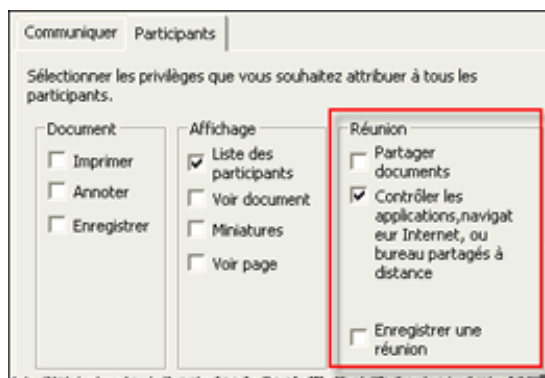 Communiquer Participants
Sélectionner les privilèges que vous souhaitez attribuer à tous les
participants.
Document
Imprimer
Annoter
Enregistrer
Affichage
Liste des
participants
Voir document
Miniatures
Voir page
Réunion
Partager
documents
Contrôler les
applications,navigat
eur Internet, ou
bureau partagés à
distance
Enregistrer une
réunion